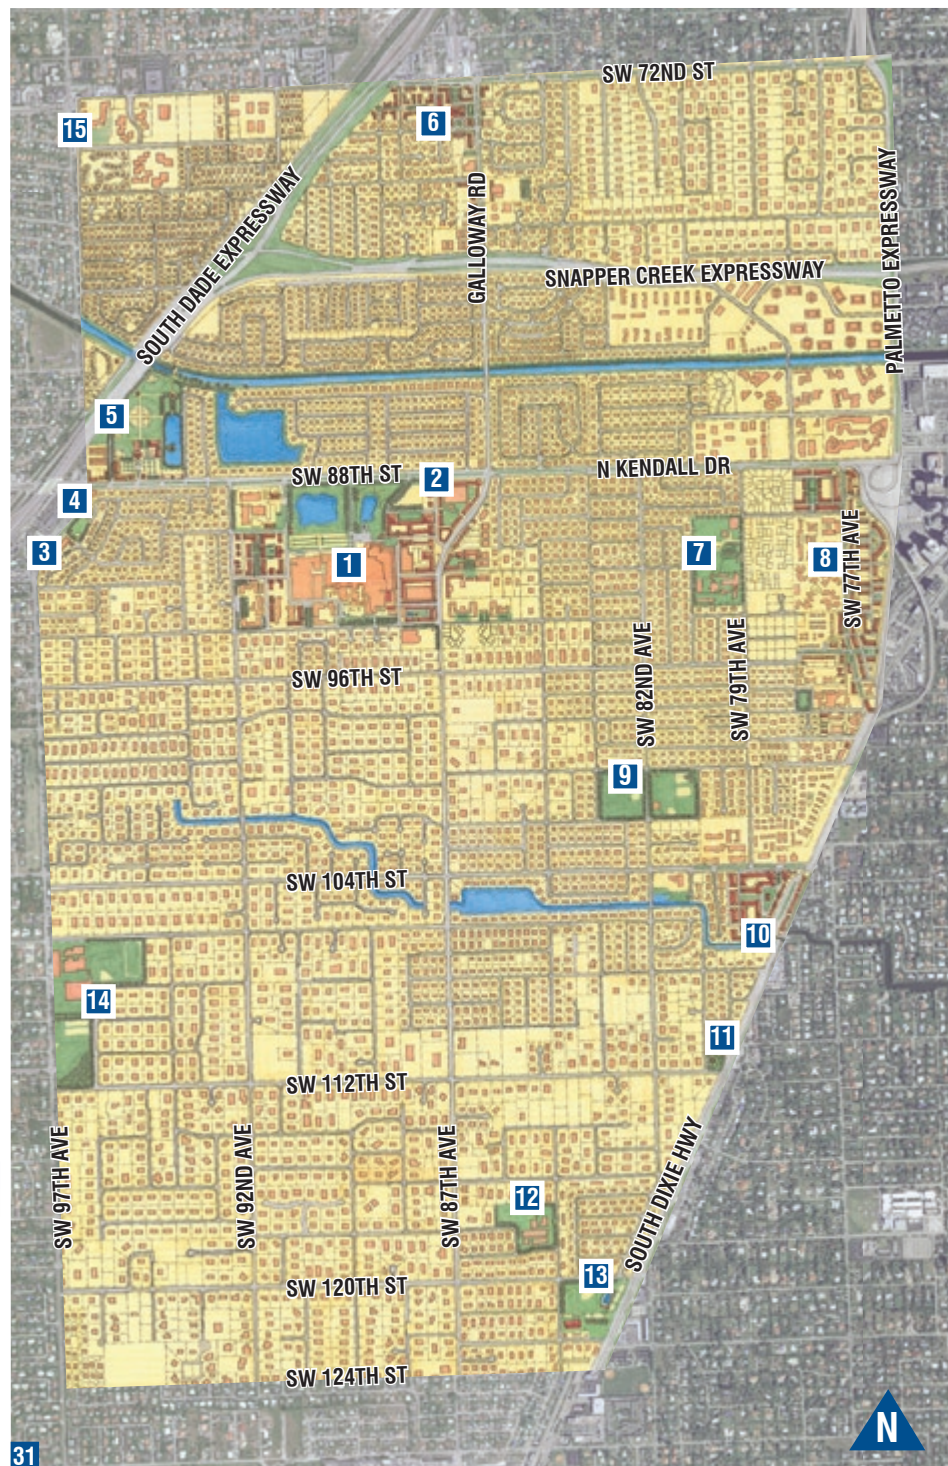 SW 72ND ST
15
6
SOUTH DADE EXPRESSWAY
GALLOWAY RD
PALMETTO EXPRESSWAY
SNAPPER CREEK EXPRESSWAY
5
SW 88TH ST
2
N KENDALL DR
4
3
1
7
8
SW 77TH AVE
SW 82ND AVE
SW 79TH AVE
SW 96TH ST
9
SW 104TH ST
10
14
11
SW 112TH ST
SW 97TH AVE
SW 92ND AVE
SW 87TH AVE
SOUTH DIXIE HWY
12
13
SW 120TH ST
SW 124TH ST
N
31